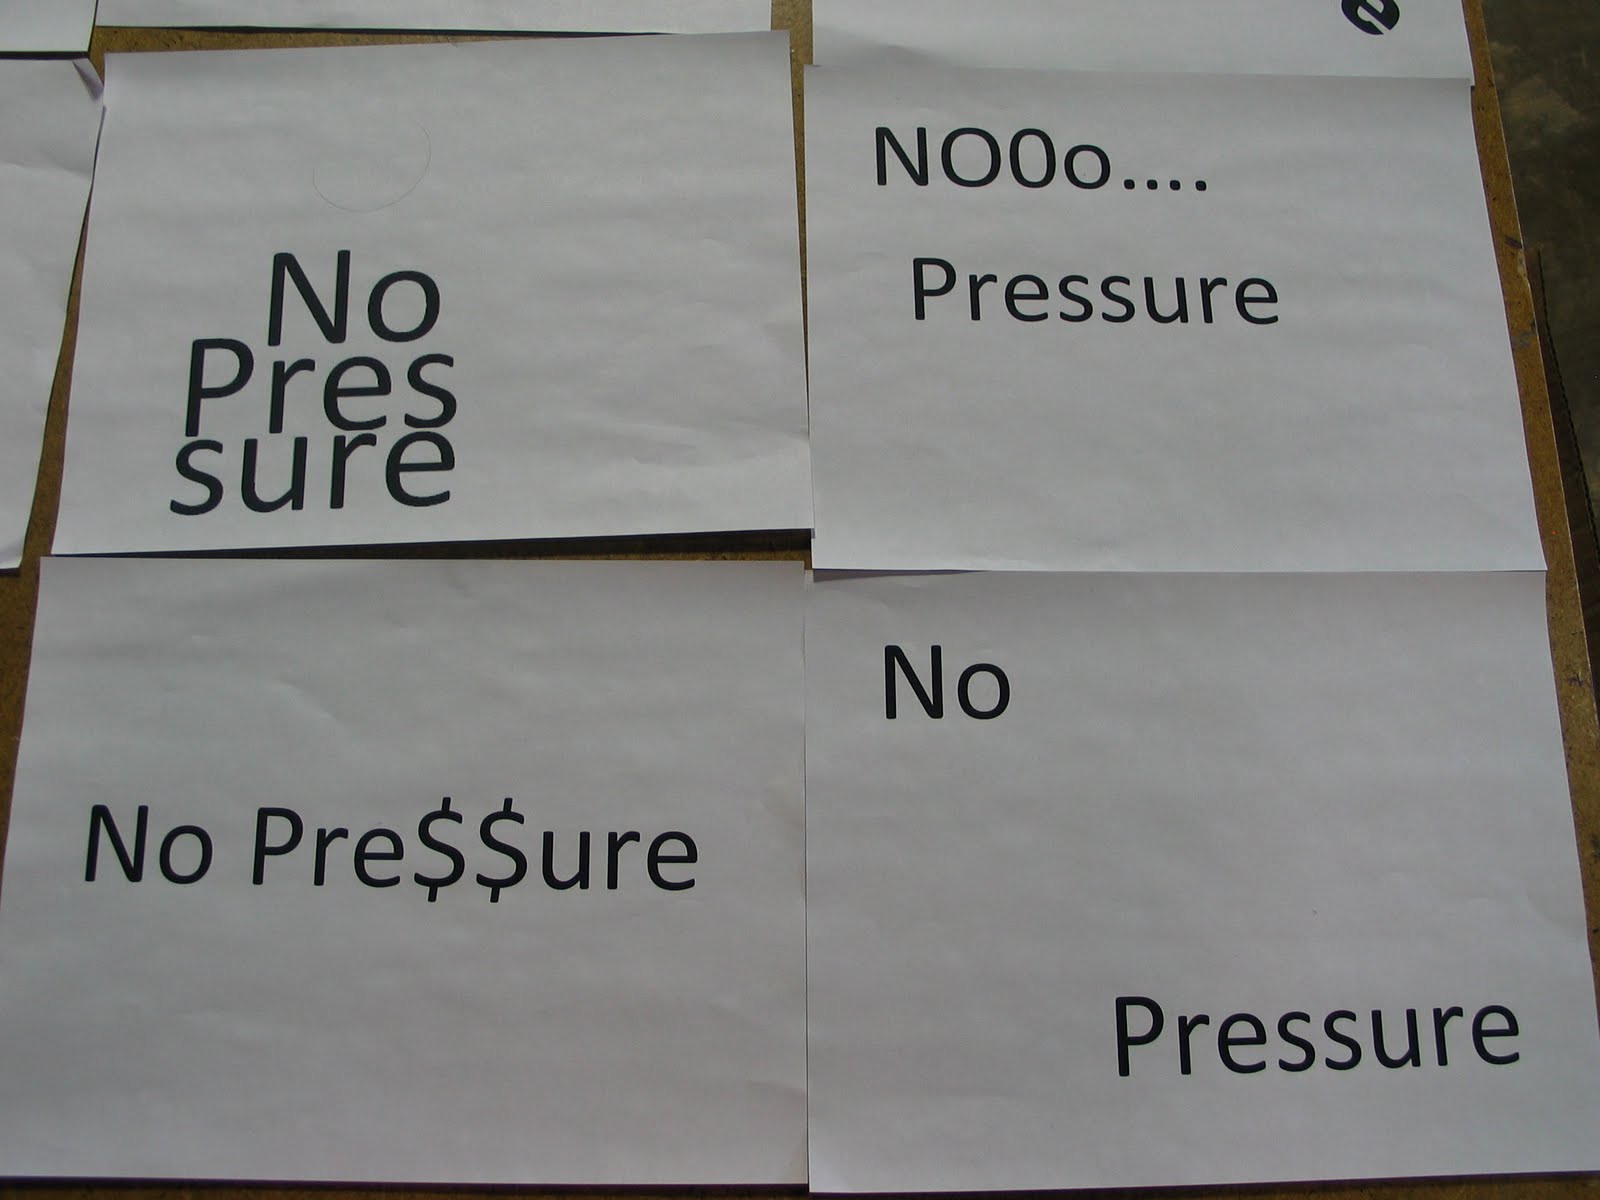 No
Pres
sure
NO0o....
Pressure
No Pre$$ure
No
Pressure